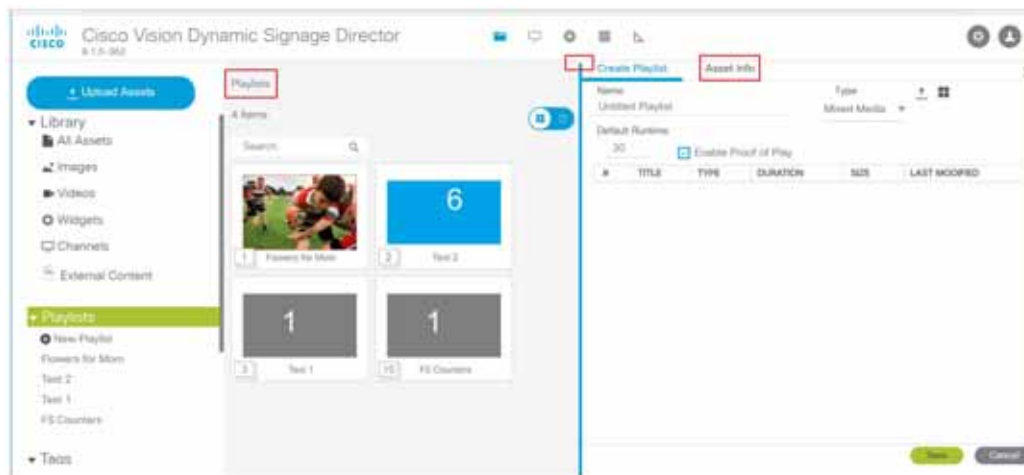 CISCO
Cisco Vision Dynamic Signage Director
Upload Assets
Library
All Assets
Images
Videos
Widgets
Channels
External Content
Playlists
New Playlist
Flowers for Mom
Test 2
Test 1
FS Counters
Tags
Playlists
4 Items
Search
1 Flowers for Mom
6
2 Test 2
1
3 Test 1
1
15 FS Counters
Create Playlist Asset Info
Name
Untitled Playlist
Type
Mixed Media
Default Runtime
30
Enable Proof of Play
# TITLE TYPE DURATION SIZE LAST MODIFIED
Cancel